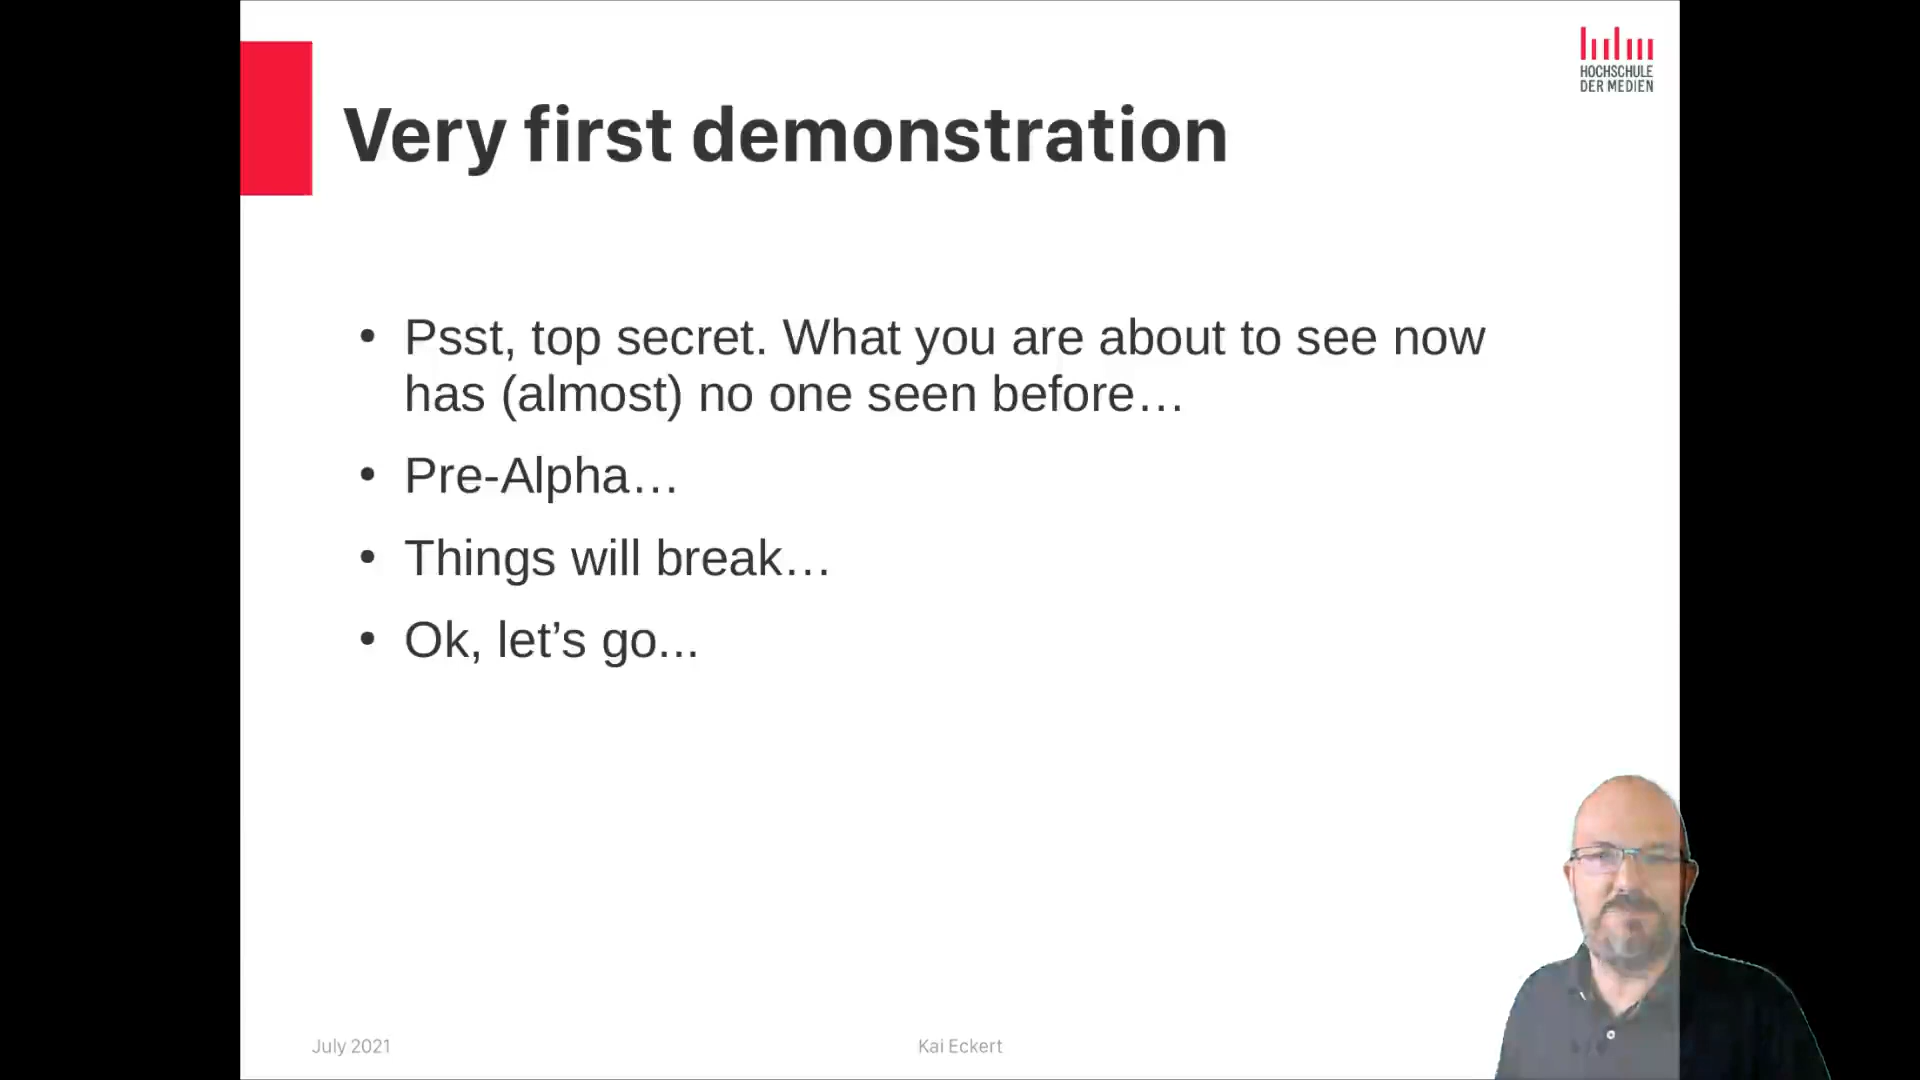 HOCHSCHULE
DER MEDIEN
Very first demonstration
• Psst, top secret. What you are about to see now
has (almost) no one seen before…
• Pre-Alpha…
• Things will break…
• Ok, let’s go...
July 2021
Kai Eckert